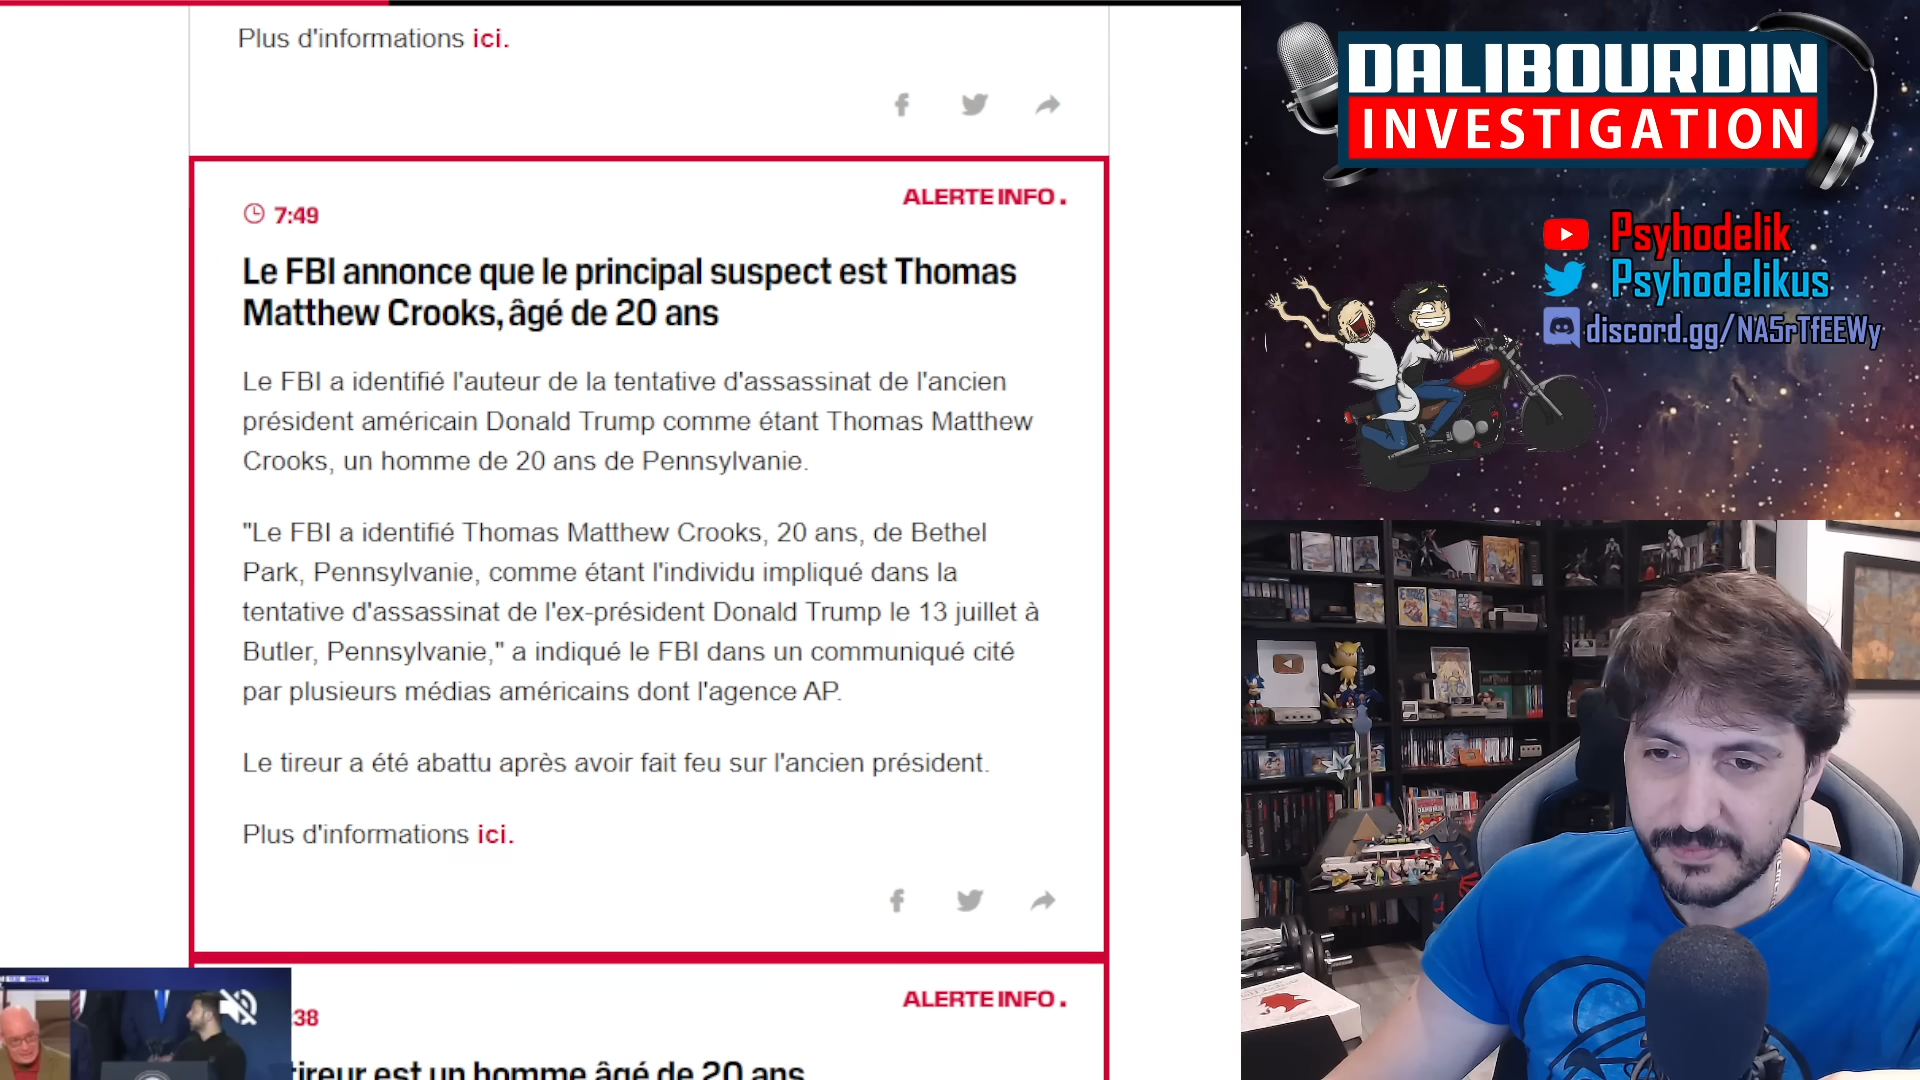 Plus d'informations ici.
ALERTE INFO.
7:49
Le FBI annonce que le principal suspect est Thomas
Matthew Crooks, âgé de 20 ans
Le FBI a identifié l'auteur de la tentative d'assassinat de l'ancien
président américain Donald Trump comme étant Thomas Matthew
Crooks, un homme de 20 ans de Pennsylvanie.
"Le FBI a identifié Thomas Matthew Crooks, 20 ans, de Bethel
Park, Pennsylvanie, comme étant l'individu impliqué dans la
tentative d'assassinat de l'ex-président Donald Trump le 13 juillet à
Butler, Pennsylvanie," a indiqué le FBI dans un communiqué cité
par plusieurs médias américains dont l'agence AP.
Le tireur a été abattu après avoir fait feu sur l'ancien président.
Plus d'informations ici.
ALERTE INFO.
:38
tireur est un homme âgé de 20 ans
DALIBOURDIN
INVESTIGATION
Psyhodelik
Psyhodelikus
discord.gg/NA5rTfEEWy